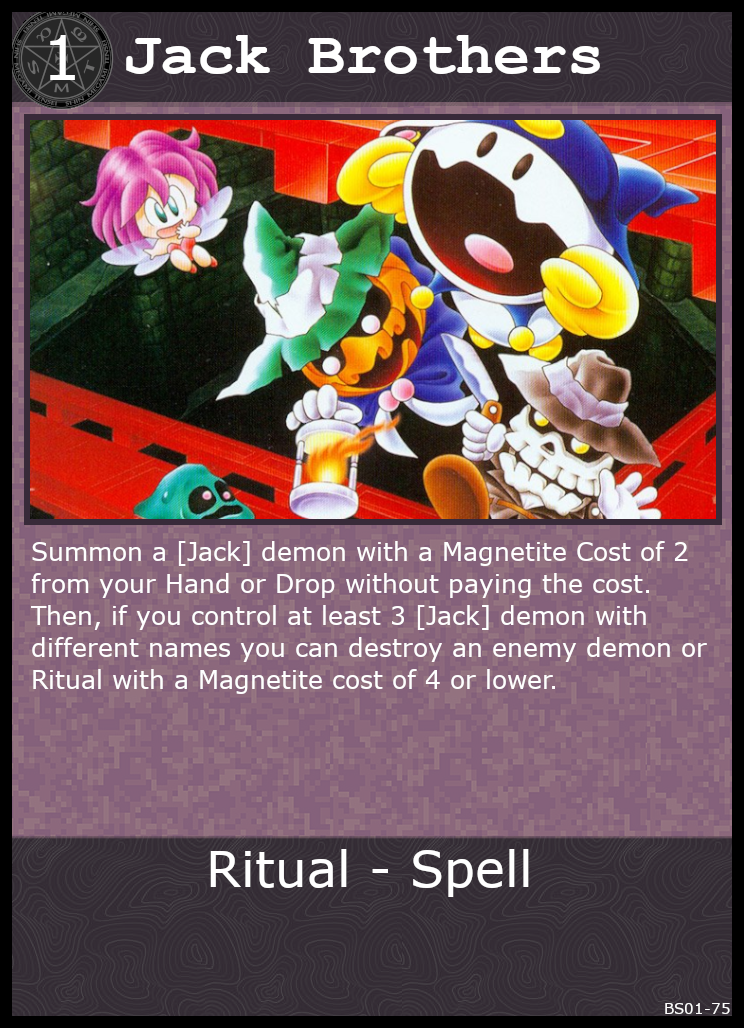 1 Jack Brothers
Summon a [Jack] demon with a Magnetite Cost of 2
from your Hand or Drop without paying the cost.
Then, if you control at least 3 [Jack] demon with
different names you can destroy an enemy demon or
Ritual with a Magnetite cost of 4 or lower.
Ritual - Spell
BS01-75